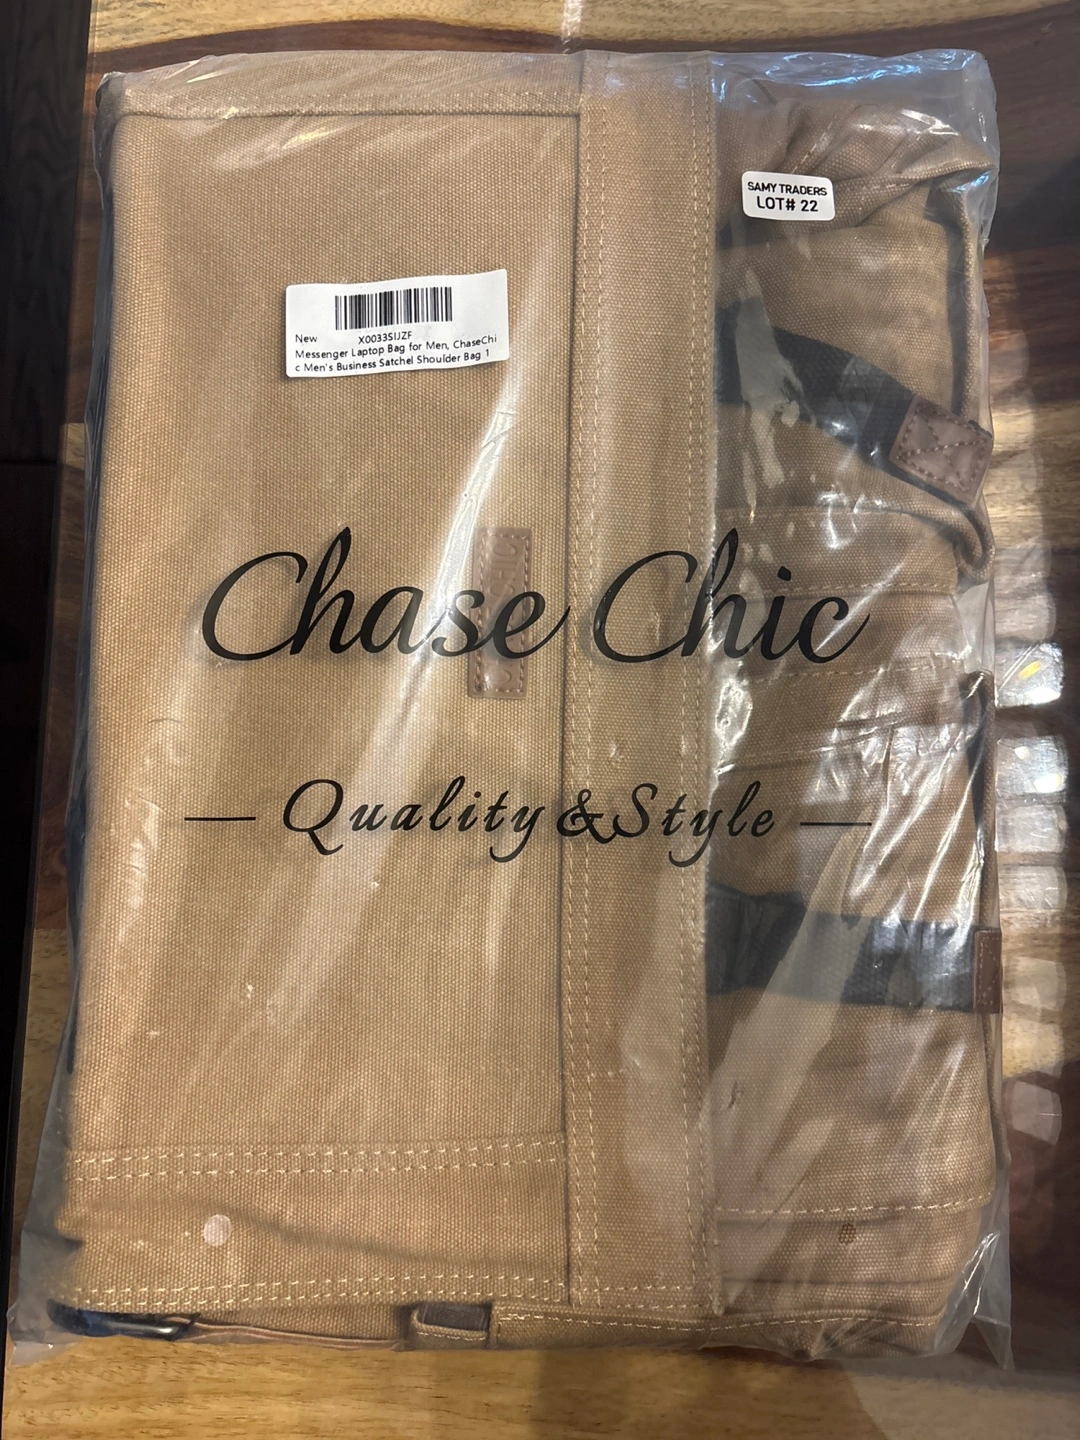 SAMY TRADERS
LOT# 22
New X0033SIJZF
Messenger Laptop Bag for Men, ChaseChi
c Men's Business Satchel Shoulder Bag 1
Chase Chic
— Quality & Style —